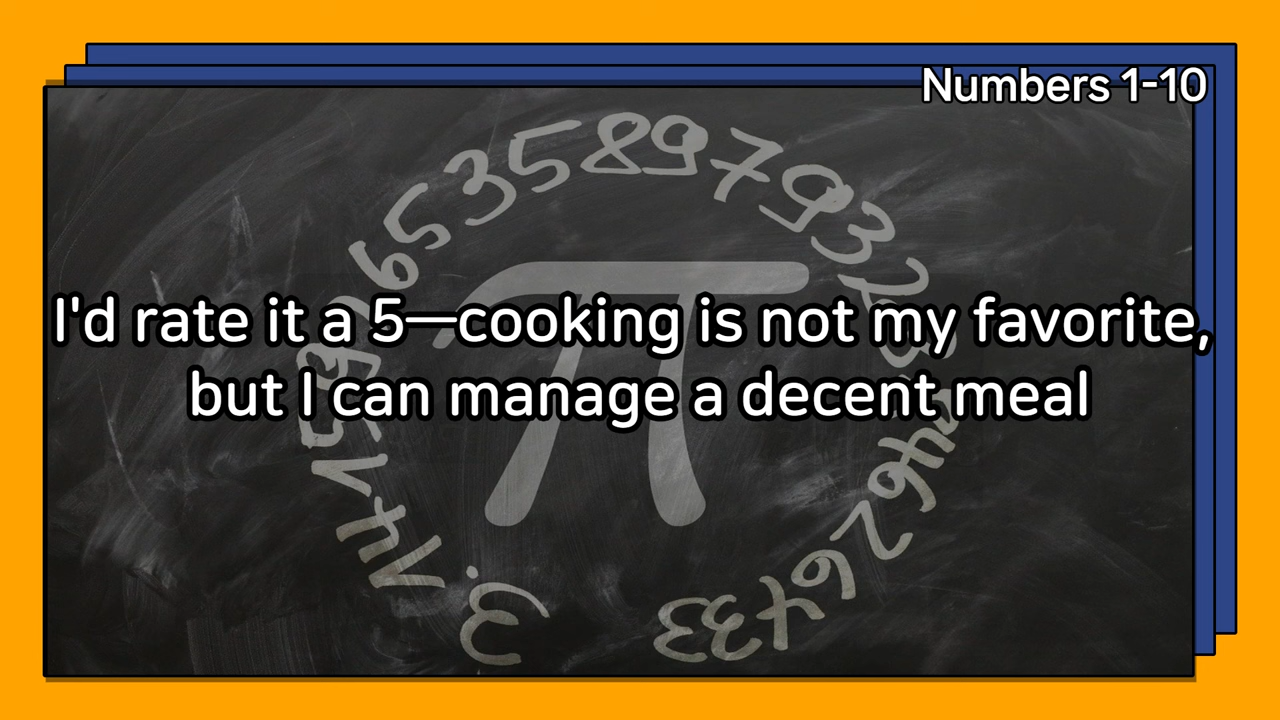 Numbers 1-10
I'd rate it a 5—cooking is not my favorite,
but I can manage a decent meal